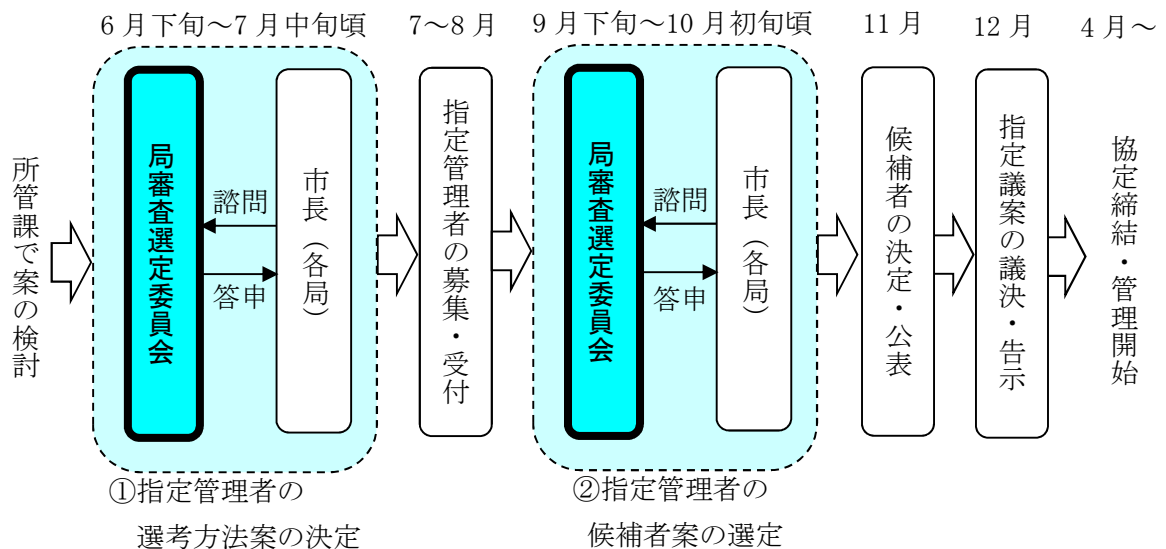 6月下旬～7月中旬頃
7～8月
9月下旬～10月初旬頃
11月
12月
4月～
所管課で案の検討
局審査選定委員会
諮問
答申
市長（各局）
指定管理者の募集・受付
局審査選定委員会
諮問
答申
市長（各局）
候補者の決定・公表
指定議案の議決・告示
協定締結・管理開始
①指定管理者の
選考方法案の決定
②指定管理者の
候補者案の選定